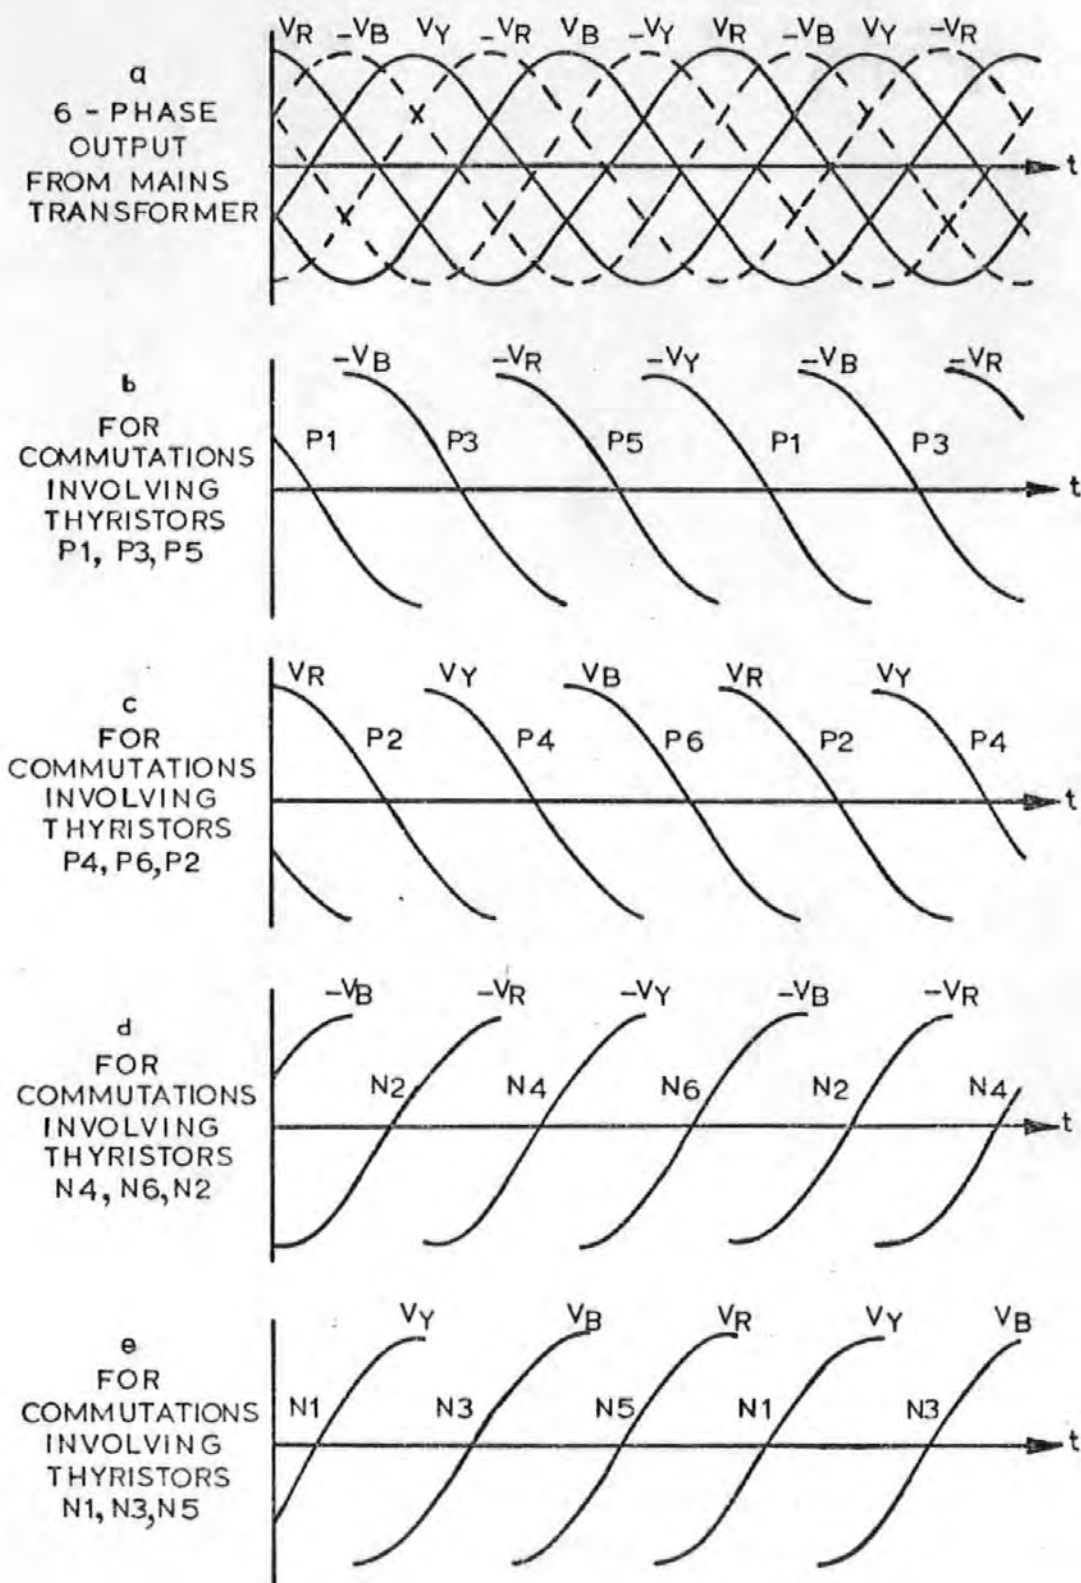 VR -VB VY -VR VB -VY VR -VB VY -VR
a
6 - PHASE
OUTPUT
FROM MAINS
TRANSFORMER
t
-VB -VR -VY -VB -VR
b
FOR
COMMUTATIONS
INVOLVING
THYRISTORS
P1, P3, P5
P1 P3 P5 P1 P3
t
VR VY VB VR VY
c
FOR
COMMUTATIONS
INVOLVING
THYRISTORS
P4, P6, P2
P2 P4 P6 P2 P4
t
-VB -VR -VY -VB -VR
d
FOR
COMMUTATIONS
INVOLVING
THYRISTORS
N4, N6, N2
N2 N4 N6 N2 N4
t
VY VB VR VY VB
e
FOR
COMMUTATIONS
INVOLVING
THYRISTORS
N1, N3, N5
N1 N3 N5 N1 N3
t